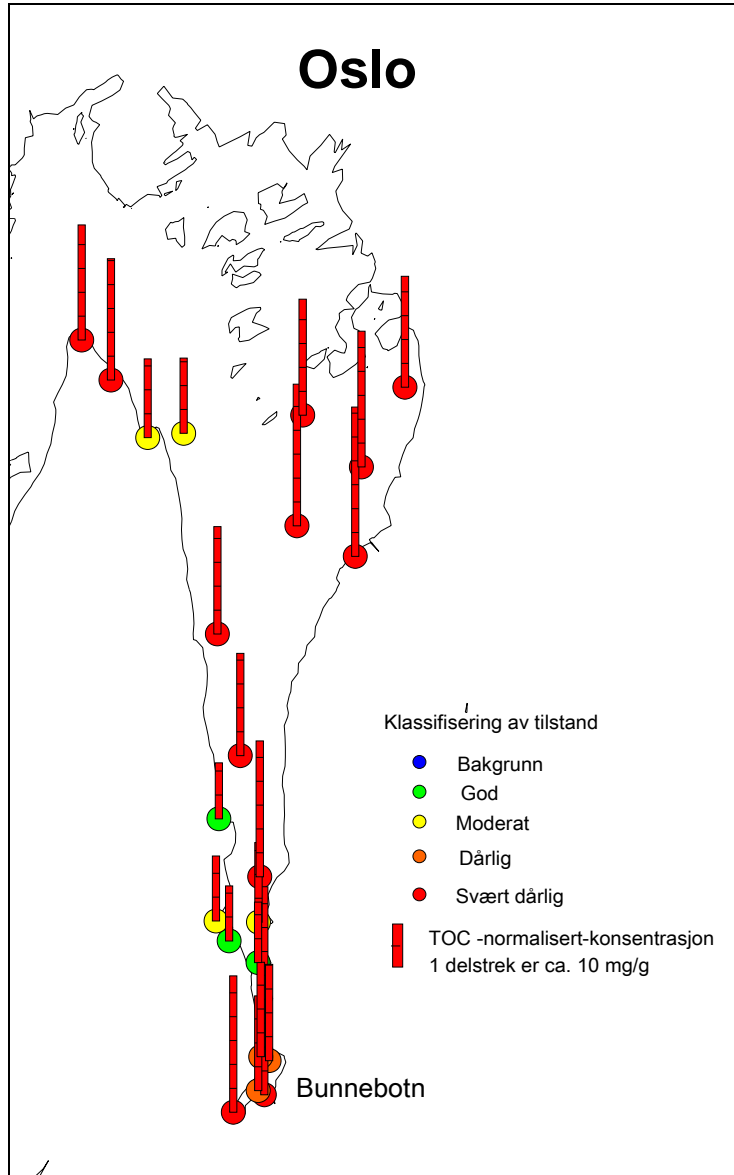 Oslo
Klassifisering av tilstand
Bakgrunn
God
Moderat
Dårlig
Svært dårlig
TOC -normalisert-konsentrasjon
1 delstrek er ca. 10 mg/g
Bunnebotn